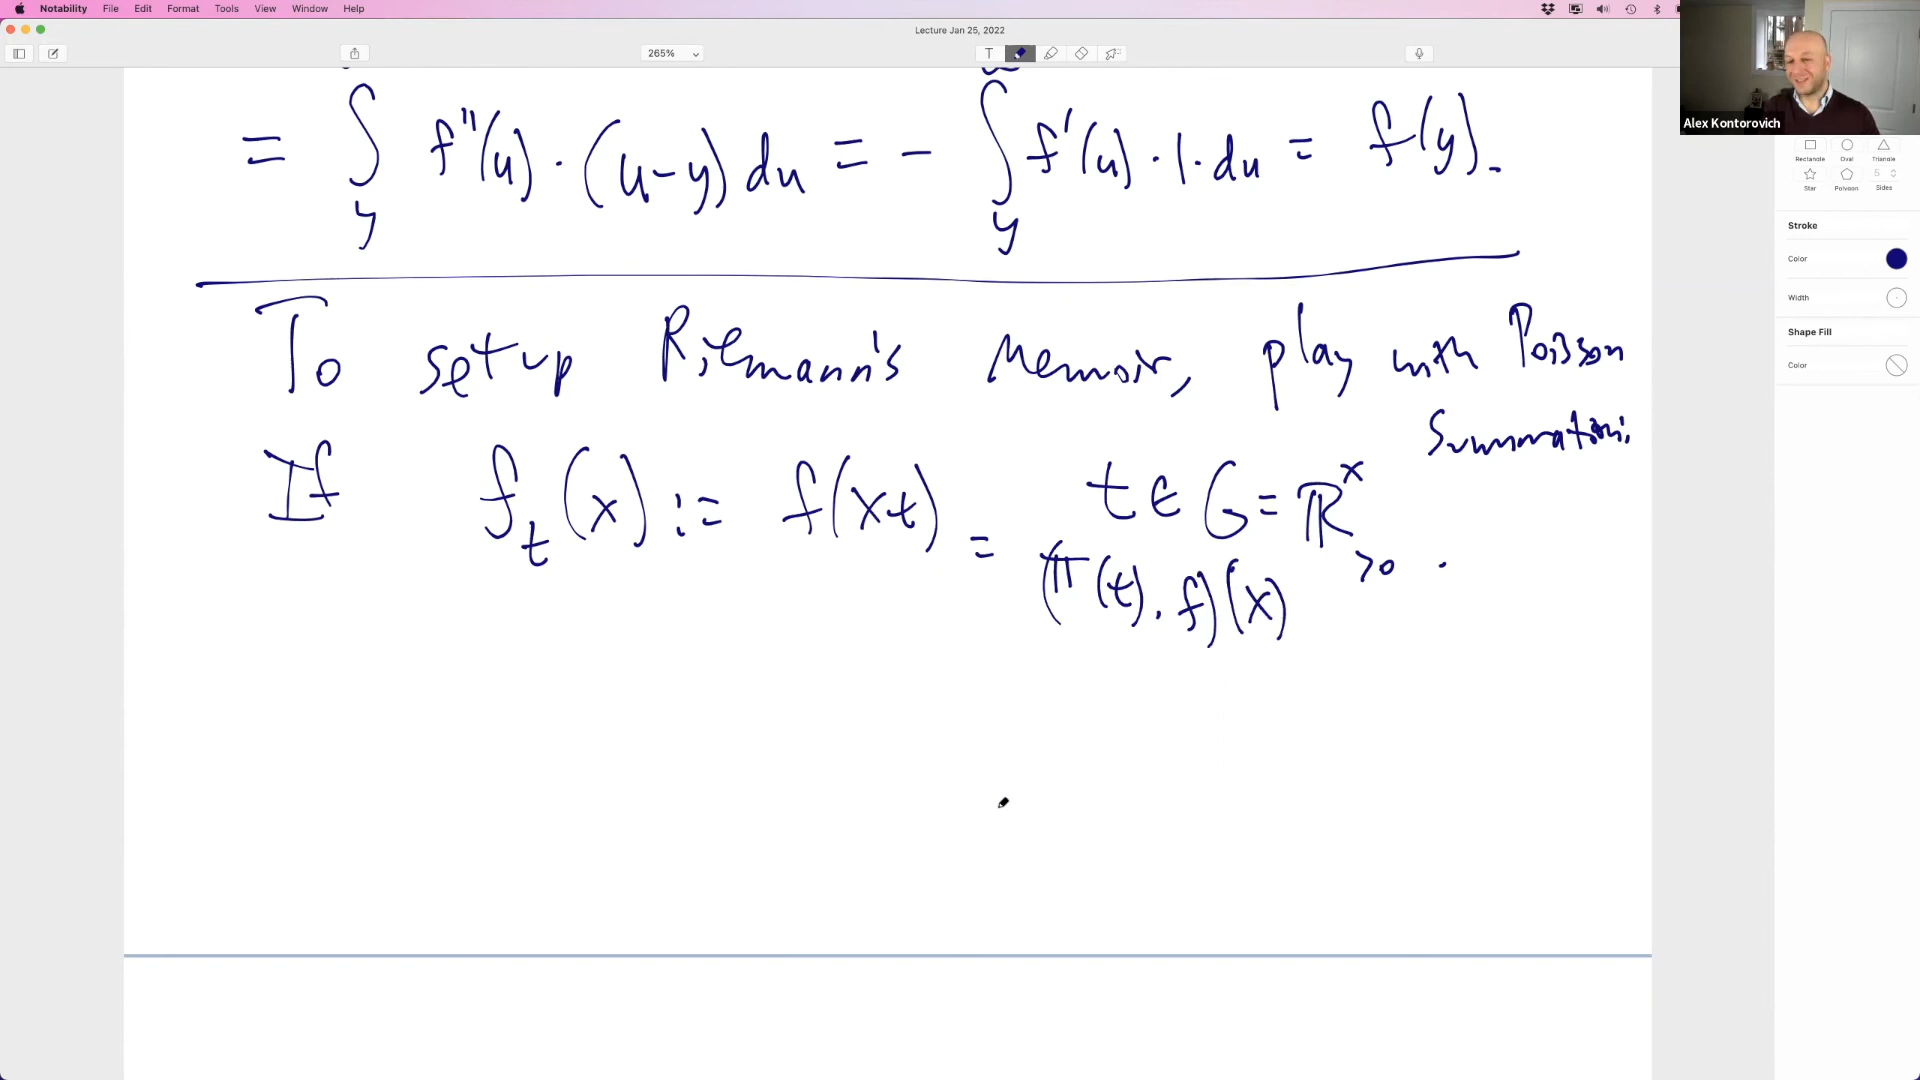 Notability File Edit Format Tools View Window Help
Lecture Jan 25, 2022
265%
T
Alex Kontorovich
Rectangle Oval Triangle
Star Polygon 5 Sides
Stroke
Color
Width
Shape Fill
Color
= ∫_y f''(u) · (u-y) du = - ∫_y f'(u) · 1 · du = f(y).
To setup Riemann's Memoir, play with Poisson
Summation:
If f_t(x) := f(xt) = t ∈ G = ℝ^×_{>0}.
(π(t).f)(x)